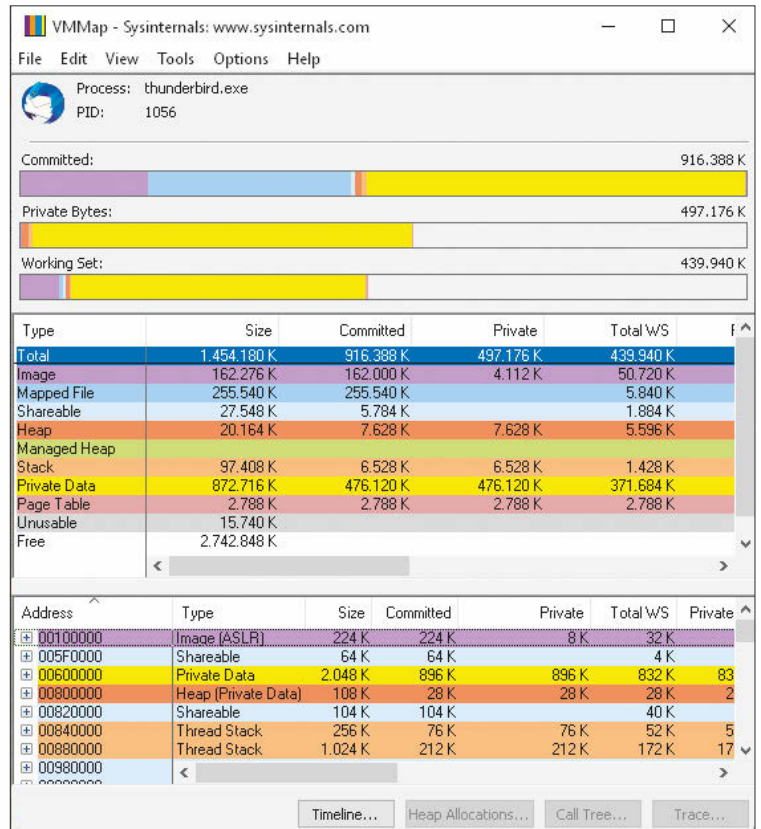 VMMap - Sysinternals: www.sysinternals.com
File Edit View Tools Options Help
Process: thunderbird.exe
PID: 1056
Committed: 916.388 K
Private Bytes: 497.176 K
Working Set: 439.940 K
Type Size Committed Private Total WS
Total 1.454.180 K 916.388 K 497.176 K 439.940 K
Image 162.276 K 162.000 K 4.112 K 50.720 K
Mapped File 255.540 K 255.540 K 5.840 K
Shareable 27.548 K 5.784 K 1.884 K
Heap 20.164 K 7.628 K 7.628 K 5.596 K
Managed Heap
Stack 97.408 K 6.528 K 6.528 K 1.428 K
Private Data 872.716 K 476.120 K 476.120 K 371.684 K
Page Table 2.788 K 2.788 K 2.788 K 2.788 K
Unusable 15.740 K
Free 2.742.848 K
Address Type Size Committed Private Total WS Private
00100000 Image (ASLR) 224 K 224 K 8 K 32 K
005F0000 Shareable 64 K 64 K 4 K
00600000 Private Data 2.048 K 896 K 896 K 832 K 83
00800000 Heap (Private Data) 108 K 28 K 28 K 28 K 2
00820000 Shareable 104 K 104 K 40 K
00840000 Thread Stack 256 K 76 K 76 K 52 K 5
00880000 Thread Stack 1.024 K 212 K 212 K 172 K 17
00980000
Timeline... Heap Allocations... Call Tree... Trace...